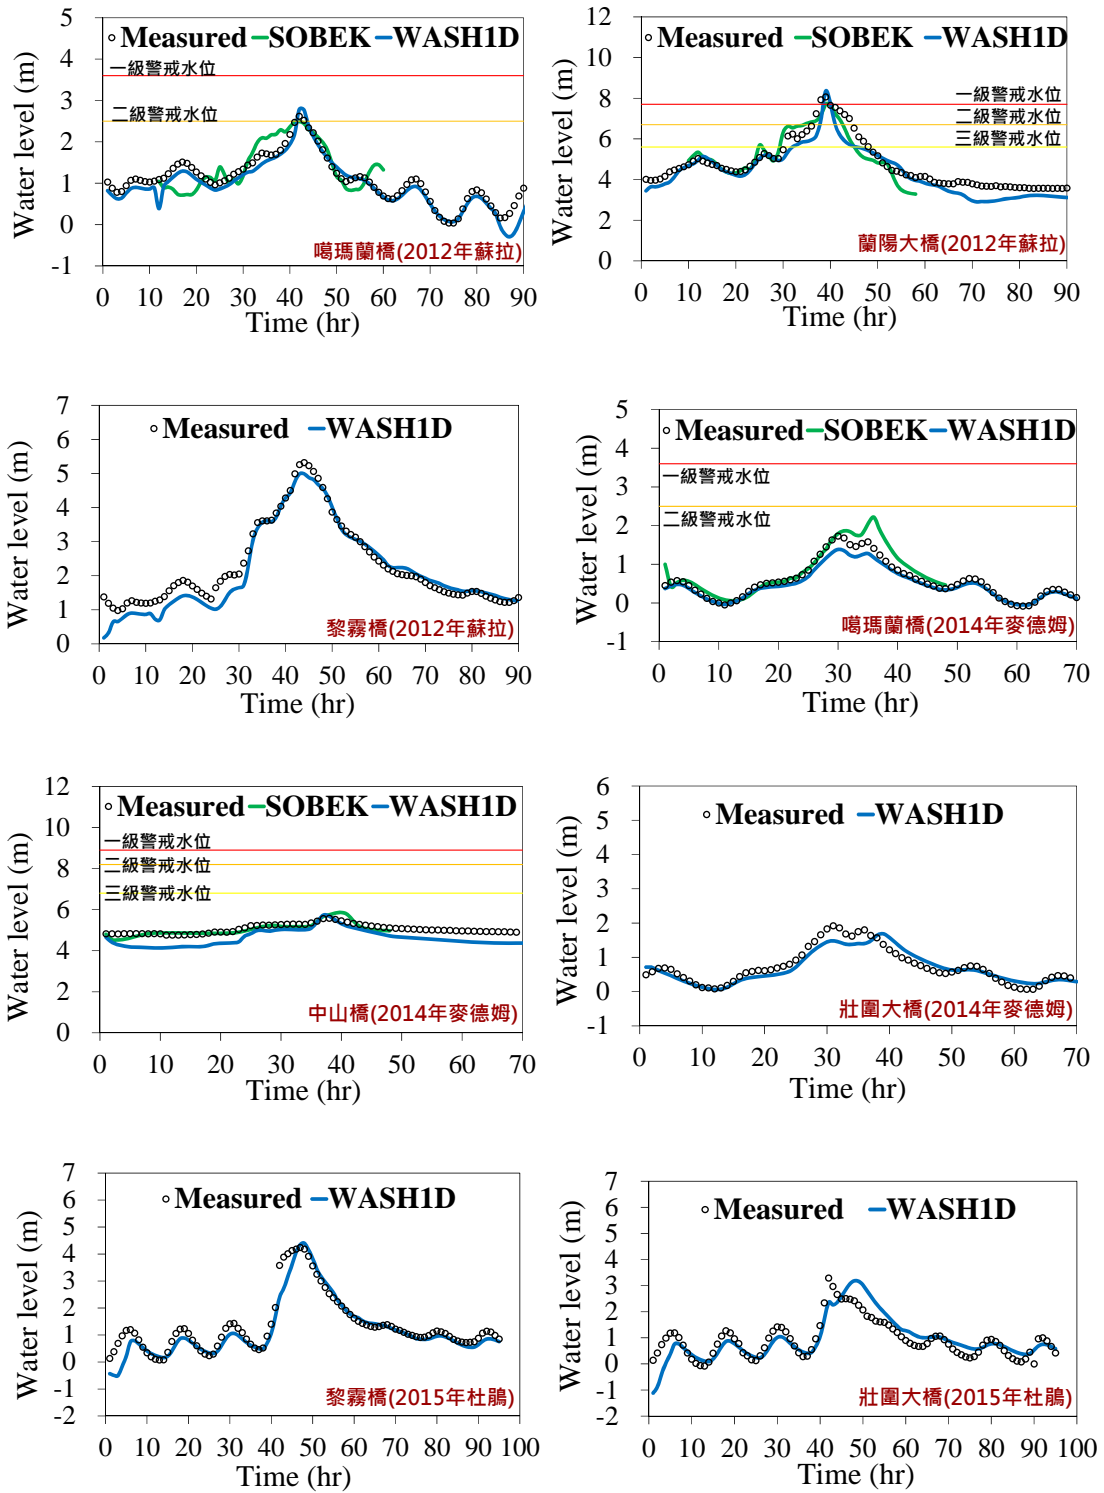 Water level (m)
5
4
3
2
1
0
-1
Measured SOBEK WASH1D
一級警戒水位
二級警戒水位
噶瑪蘭橋(2012年蘇拉)
0 10 20 30 40 50 60 70 80 90
Time (hr)
Water level (m)
12
10
8
6
4
2
0
Measured SOBEK WASH1D
一級警戒水位
二級警戒水位
三級警戒水位
蘭陽大橋(2012年蘇拉)
0 10 20 30 40 50 60 70 80 90
Time (hr)
Water level (m)
7
6
5
4
3
2
1
0
Measured WASH1D
黎霧橋(2012年蘇拉)
0 10 20 30 40 50 60 70 80 90
Time (hr)
Water level (m)
5
4
3
2
1
0
-1
Measured SOBEK WASH1D
一級警戒水位
二級警戒水位
噶瑪蘭橋(2014年麥德姆)
0 10 20 30 40 50 60 70
Time (hr)
Water level (m)
12
10
8
6
4
2
0
Measured SOBEK WASH1D
一級警戒水位
二級警戒水位
三級警戒水位
中山橋(2014年麥德姆)
0 10 20 30 40 50 60 70
Time (hr)
Water level (m)
6
5
4
3
2
1
0
-1
Measured WASH1D
壯圍大橋(2014年麥德姆)
0 10 20 30 40 50 60 70
Time (hr)
Water level (m)
7
6
5
4
3
2
1
0
-1
-2
Measured WASH1D
黎霧橋(2015年杜鵑)
0 10 20 30 40 50 60 70 80 90 100
Time (hr)
Water level (m)
7
6
5
4
3
2
1
0
-1
-2
Measured WASH1D
壯圍大橋(2015年杜鵑)
0 10 20 30 40 50 60 70 80 90 100
Time (hr)